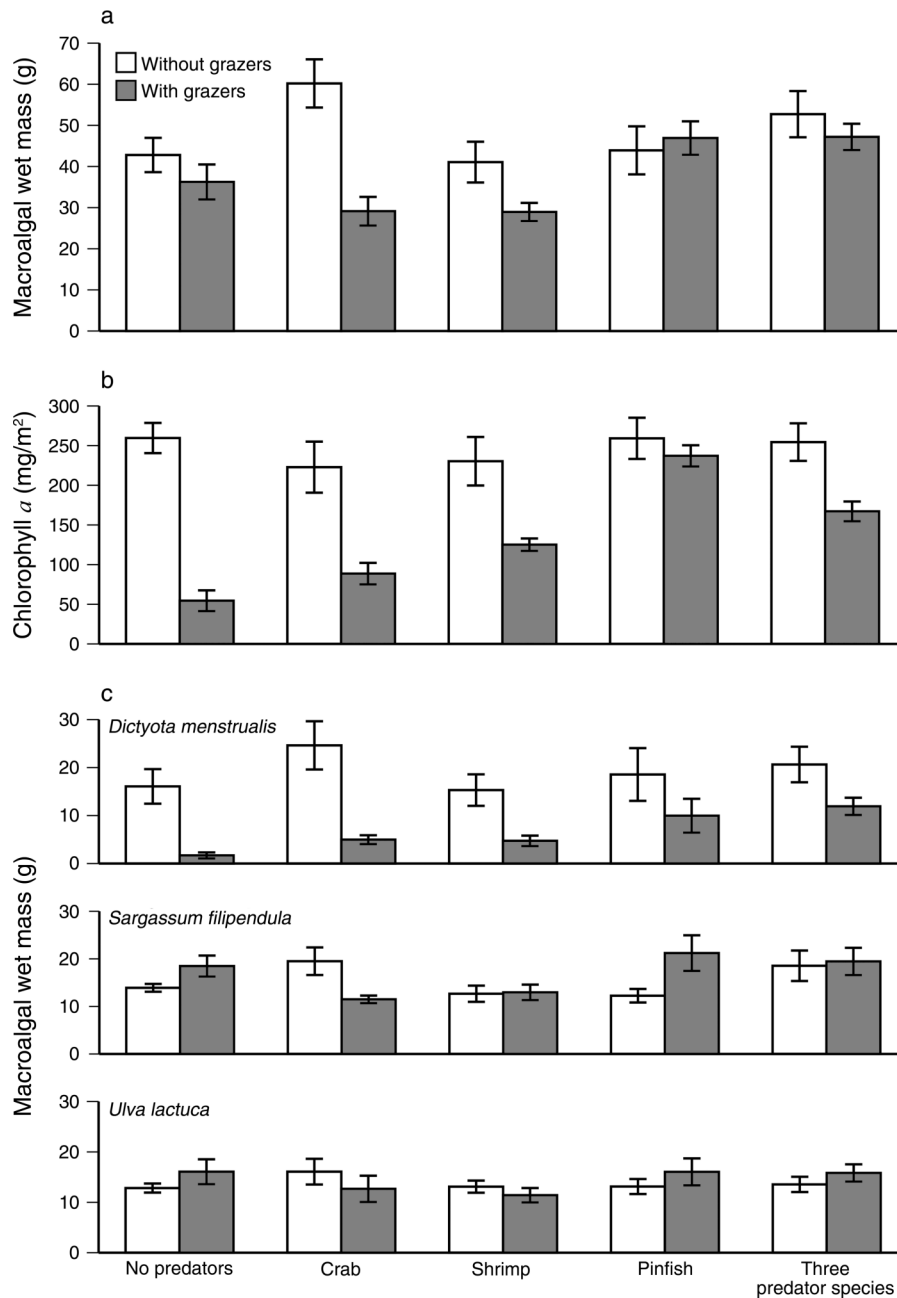 a
Macroalgal wet mass (g)
70
60
50
40
30
20
10
0
Without grazers
With grazers
b
Chlorophyll a (mg/m²)
300
250
200
150
100
50
0
c
Macroalgal wet mass (g)
Dictyota menstrualis
30
20
10
0
Sargassum filipendula
30
20
10
0
Ulva lactuca
30
20
10
0
No predators
Crab
Shrimp
Pinfish
Three
predator species